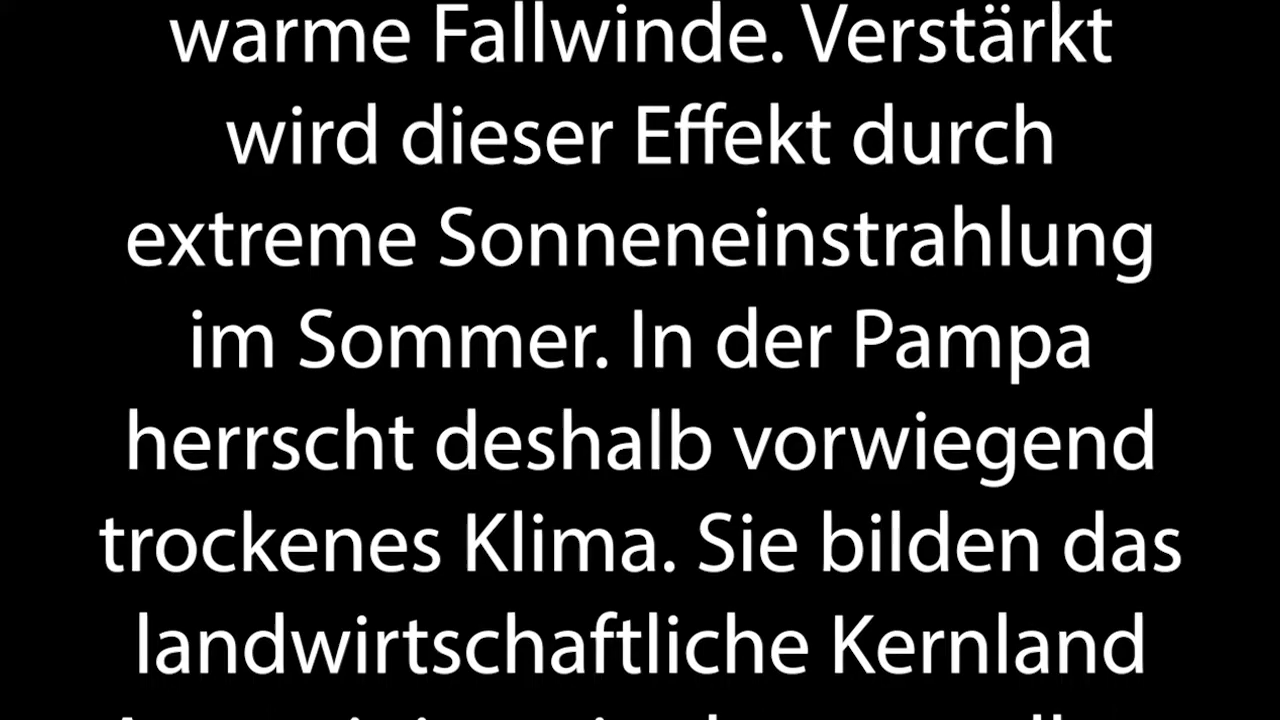 warme Fallwinde. Verstärkt
wird dieser Effekt durch
extreme Sonneneinstrahlung
im Sommer. In der Pampa
herrscht deshalb vorwiegend
trockenes Klima. Sie bilden das
landwirtschaftliche Kernland